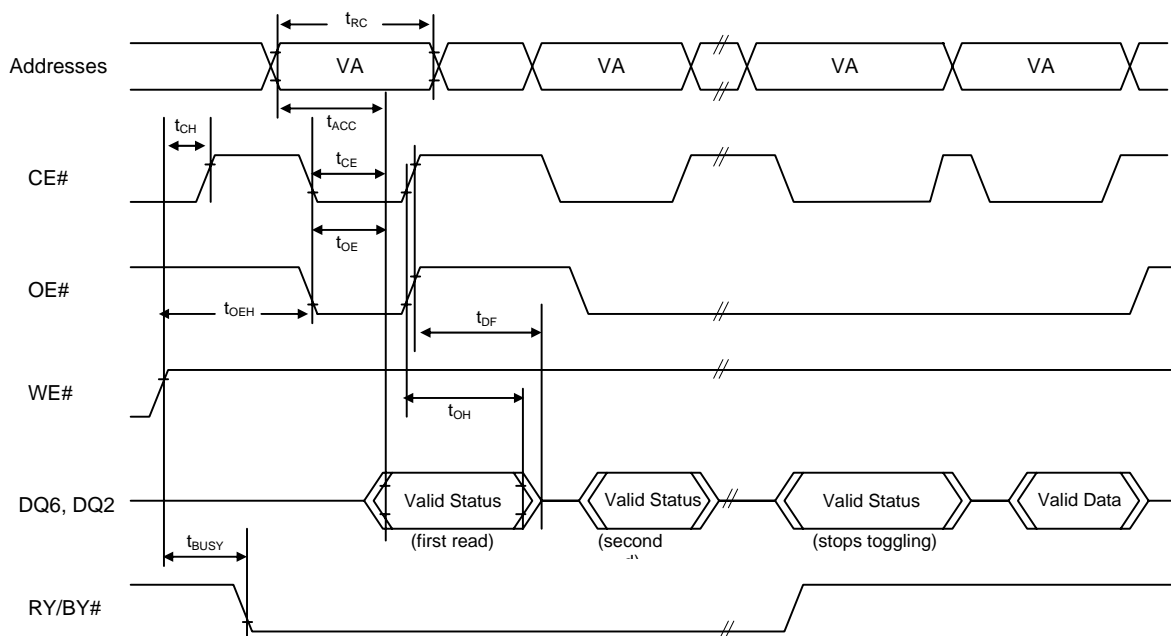 tRC
Addresses VA VA VA VA
tACC
tCH
tCE
CE#
tOE
OE#
tOEH
tDF
WE#
tOH
DQ6, DQ2 Valid Status Valid Status Valid Status Valid Data
(first read) (second (stops toggling)
tBUSY
RY/BY#